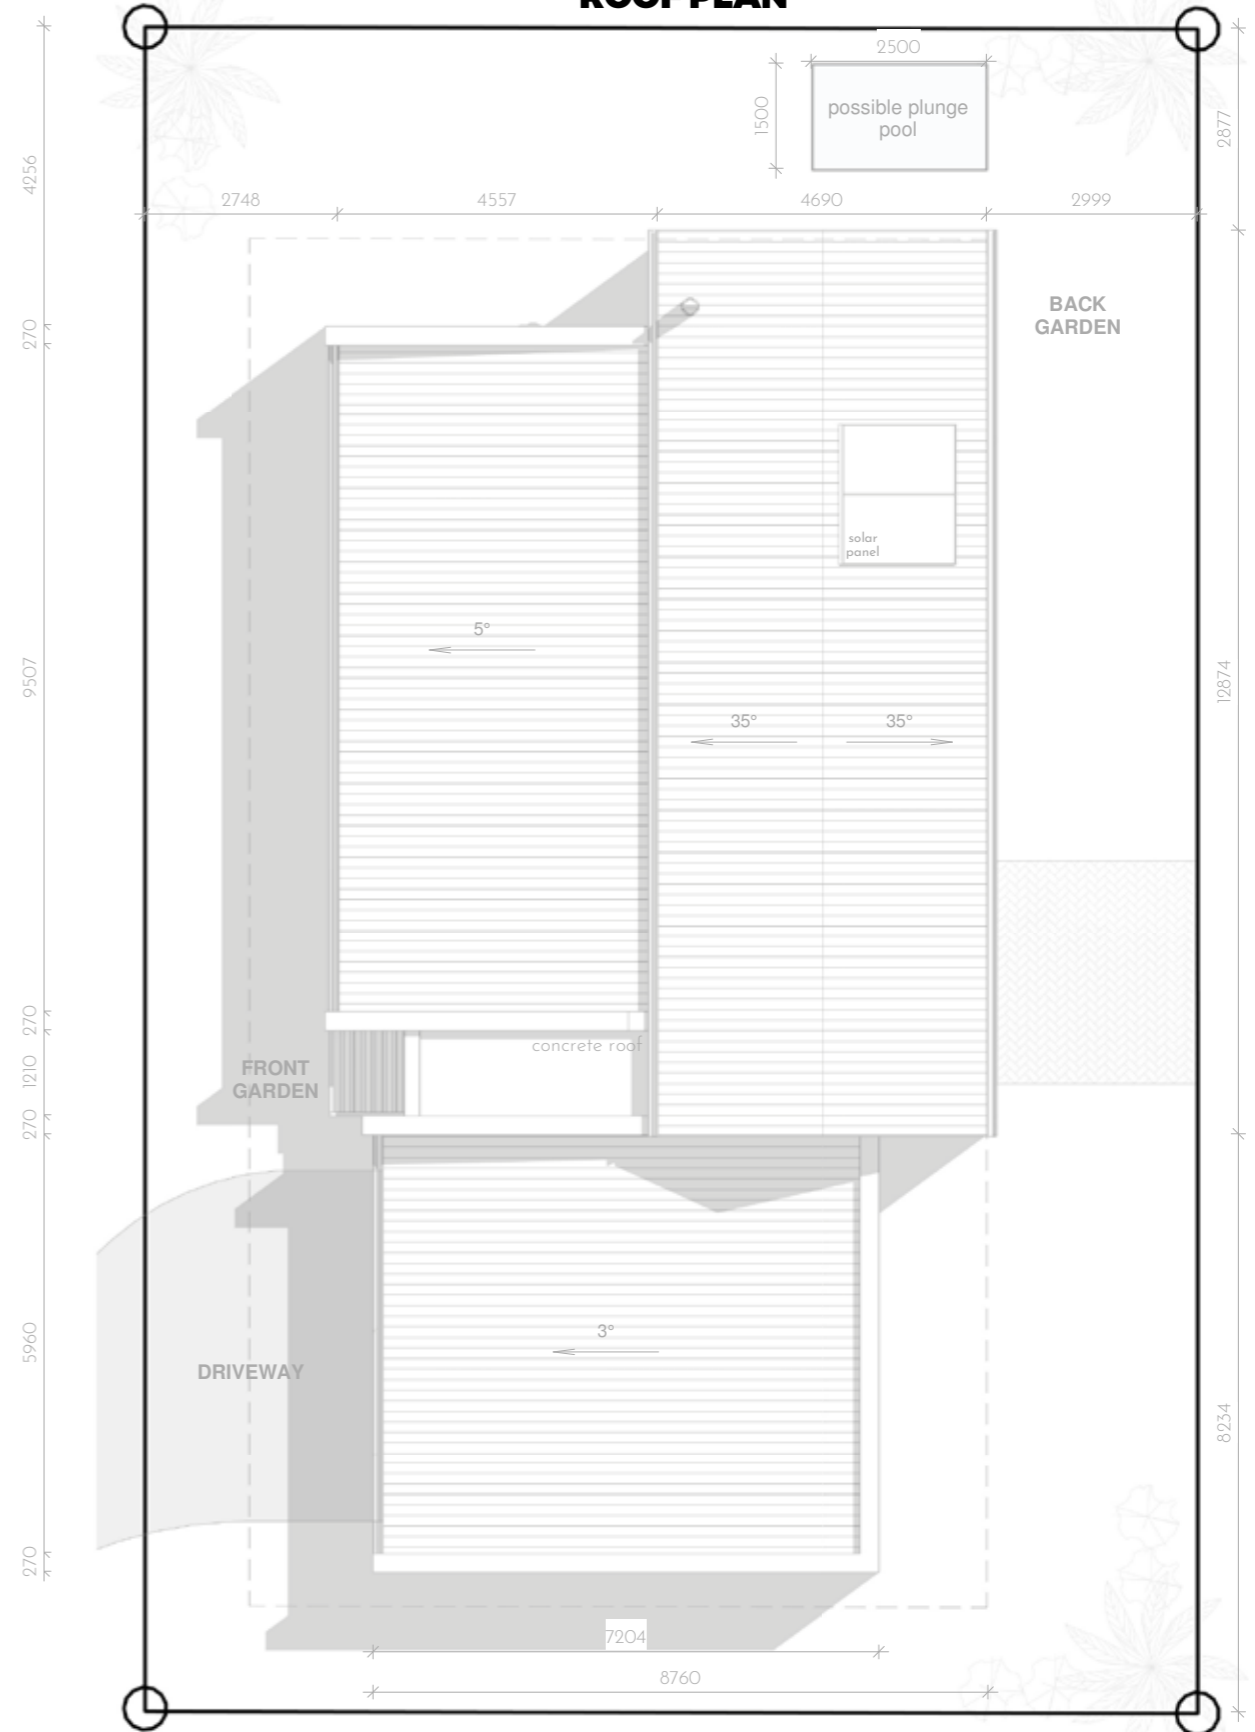 ROOF PLAN
2500
possible plunge
pool
1500
2877
4256
2748
4557
4690
2999
BACK
GARDEN
270
solar
panel
5°
9507
12874
35°
35°
270
concrete roof
FRONT
GARDEN
1210
270
3°
5960
DRIVEWAY
8234
270
7204
8760